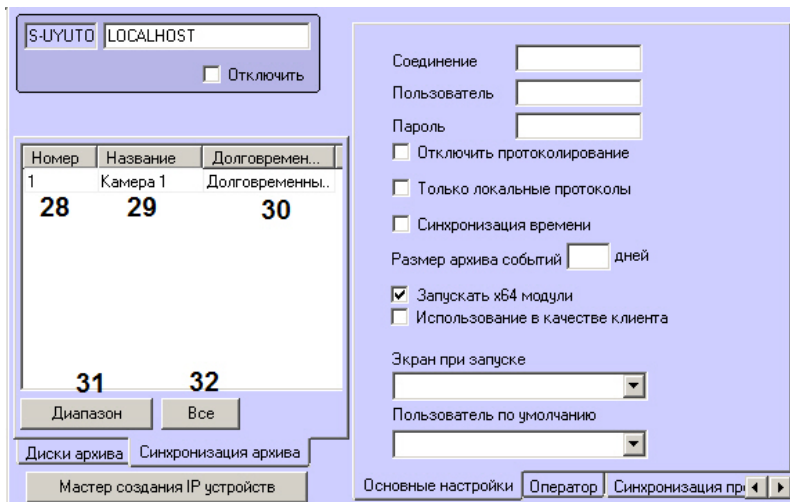 S-UYUTO LOCALHOST
Отключить
Номер Название Долговремен...
1 Камера 1 Долговременны..
28 29 30
31 32
Диапазон Все
Диски архива Синхронизация архива
Мастер создания IP устройств
Соединение
Пользователь
Пароль
Отключить протоколирование
Только локальные протоколы
Синхронизация времени
Размер архива событий дней
Запускать x64 модули
Использование в качестве клиента
Экран при запуске
Пользователь по умолчанию
Основные настройки Оператор Синхронизация про